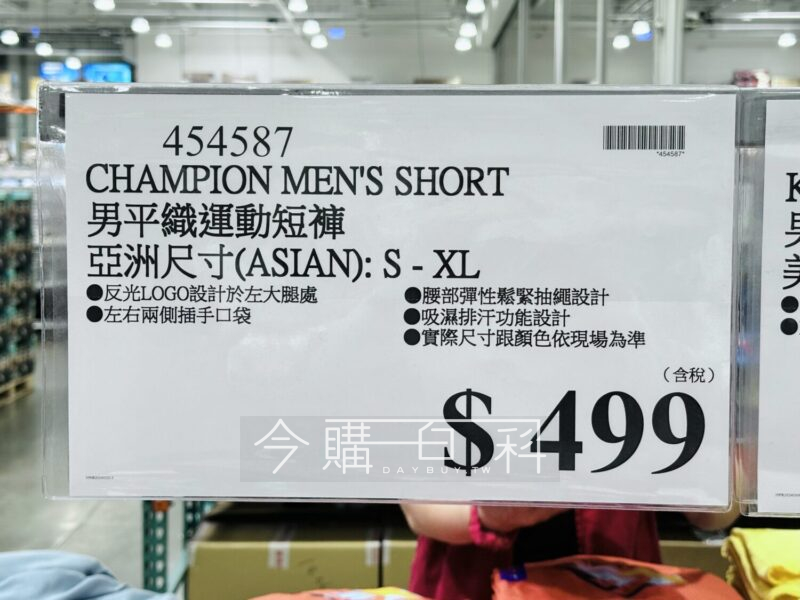 454587
*454587*
CHAMPION MEN'S SHORT
男平織運動短褲
亞洲尺寸(ASIAN): S - XL
●反光LOGO設計於左大腿處
●左右兩側插手口袋
●腰部彈性鬆緊抽繩設計
●吸濕排汗功能設計
●實際尺寸跟顏色依現場為準
(含稅)
$ 499
今購百科
DAYBUY.TW
K
男
美